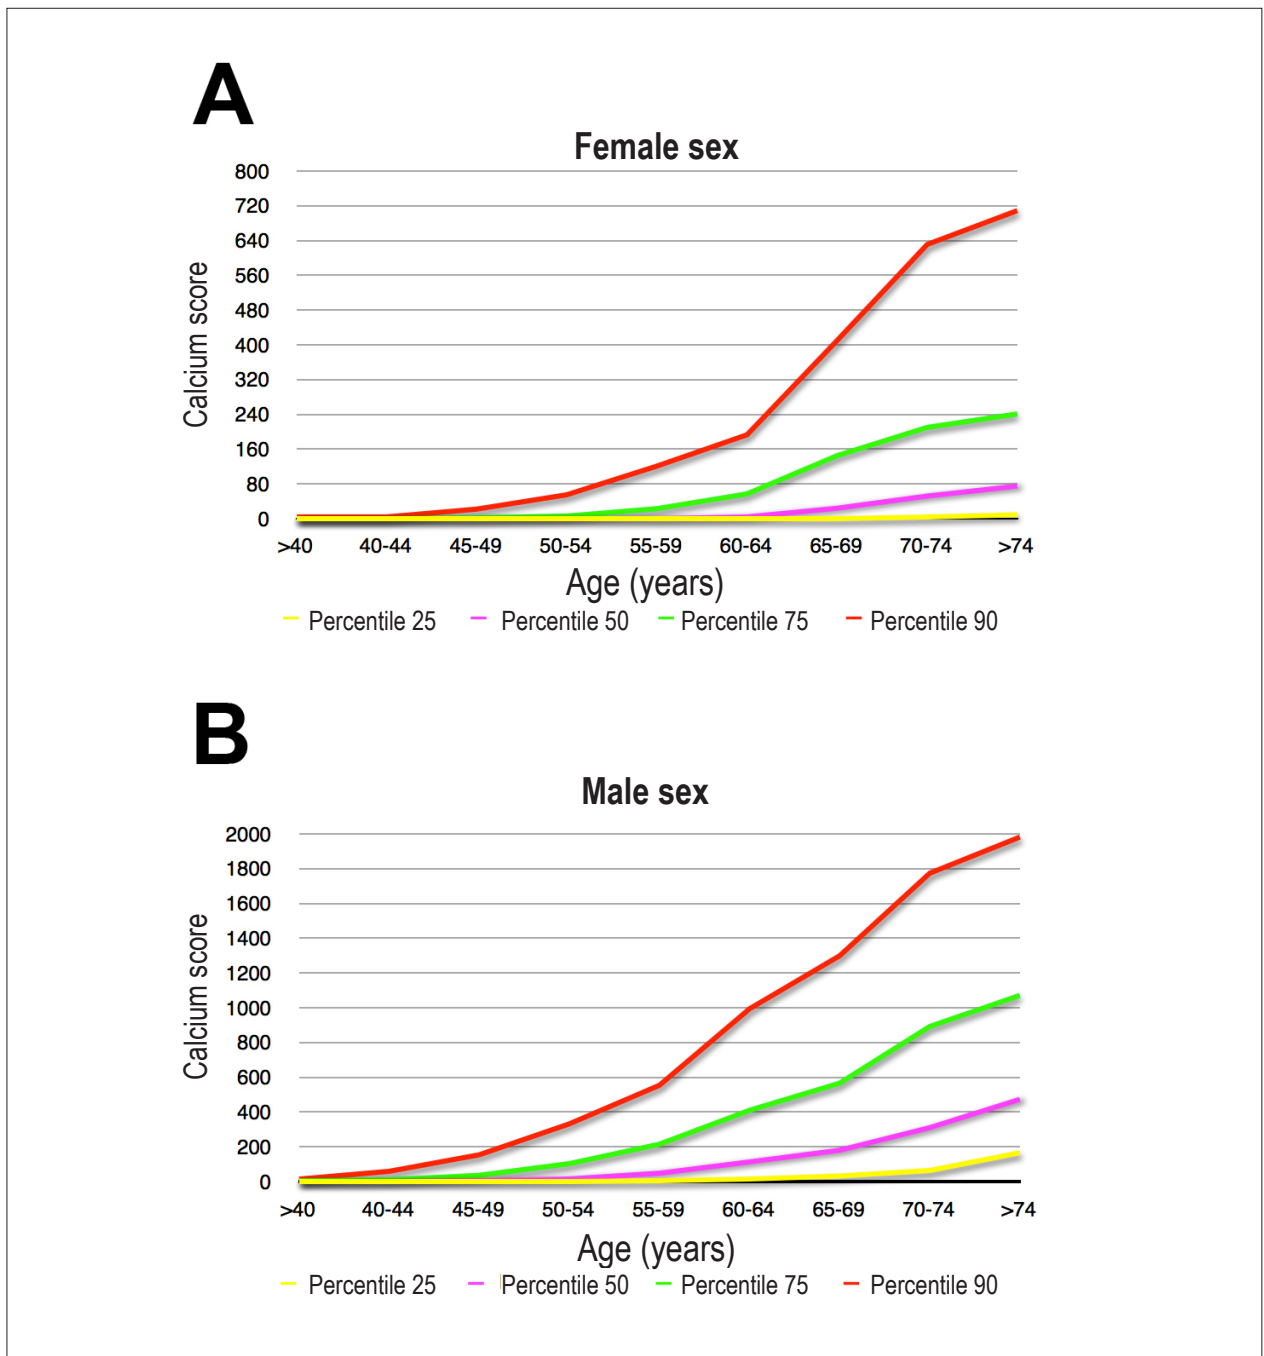 A
Female sex
800
720
640
560
480
400
320
240
160
80
0
Calcium score
>40 40-44 45-49 50-54 55-59 60-64 65-69 70-74 >74
Age (years)
Percentile 25 Percentile 50 Percentile 75 Percentile 90
B
Male sex
2000
1800
1600
1400
1200
1000
800
600
400
200
0
Calcium score
>40 40-44 45-49 50-54 55-59 60-64 65-69 70-74 >74
Age (years)
Percentile 25 Percentile 50 Percentile 75 Percentile 90